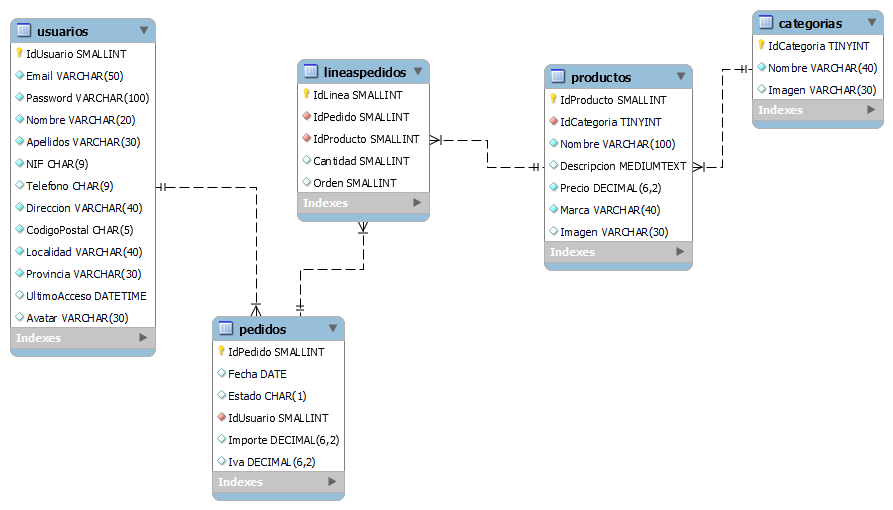 usuarios
IdUsuario SMALLINT
Email VARCHAR(50)
Password VARCHAR(100)
Nombre VARCHAR(20)
Apellidos VARCHAR(30)
NIF CHAR(9)
Telefono CHAR(9)
Direccion VARCHAR(40)
CodigoPostal CHAR(5)
Localidad VARCHAR(40)
Provincia VARCHAR(30)
UltimoAcceso DATETIME
Avatar VARCHAR(30)
Indexes
lineaspedidos
IdLinea SMALLINT
IdPedido SMALLINT
IdProducto SMALLINT
Cantidad SMALLINT
Orden SMALLINT
Indexes
productos
IdProducto SMALLINT
IdCategoria TINYINT
Nombre VARCHAR(100)
Descripcion MEDIUMTEXT
Precio DECIMAL(6,2)
Marca VARCHAR(40)
Imagen VARCHAR(30)
Indexes
categorias
IdCategoria TINYINT
Nombre VARCHAR(40)
Imagen VARCHAR(30)
Indexes
pedidos
IdPedido SMALLINT
Fecha DATE
Estado CHAR(1)
IdUsuario SMALLINT
Importe DECIMAL(6,2)
Iva DECIMAL(6,2)
Indexes